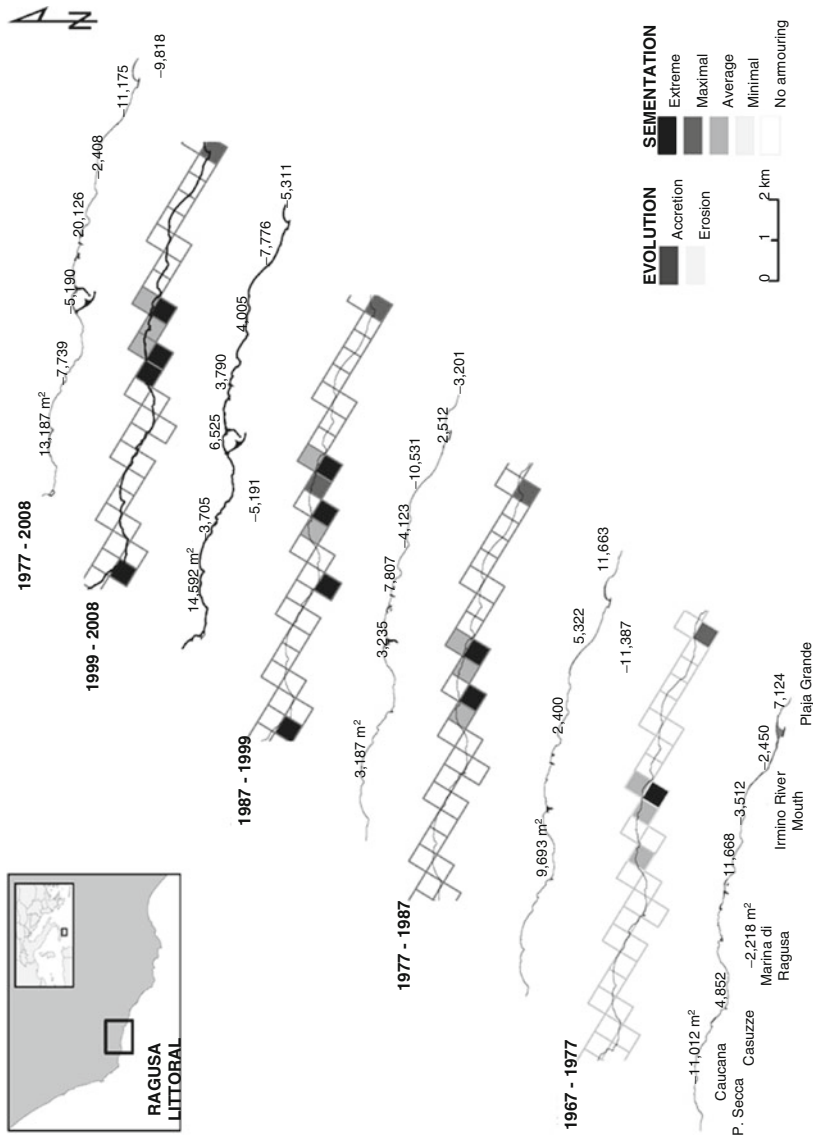 N
RAGUSA
LITTORAL
1977 - 2008
13,187 m²
−7,739
−5,190
20,126
−2,408
−11,175
−9,818
1999 - 2008
14,592 m²
−3,705
−5,191
6,525
3,790
4,005
−7,776
−5,311
1987 - 1999
3,187 m²
3,235
7,807
−4,123
−10,531
2,512
−3,201
1977 - 1987
9,693 m²
2,400
5,322
−11,387
11,663
1967 - 1977
−11,012 m²
4,852
−2,218 m²
11,668
−3,512
−2,450
7,124
P. Secca
Caucana
Casuzze
Marina di
Ragusa
Irmino River
Mouth
Plaja Grande
EVOLUTION
Accretion
Erosion
SEMENTATION
Extreme
Maximal
Average
Minimal
No armouring
0 1 2 km